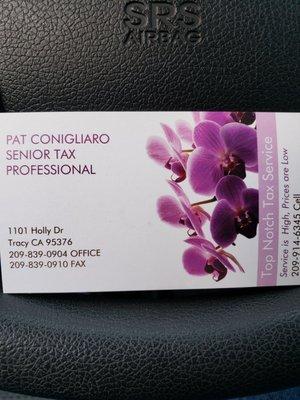 SRS
AIRBAG
PAT CONIGLIARO
SENIOR TAX
PROFESSIONAL
1101 Holly Dr
Tracy CA 95376
209-839-0904 OFFICE
209-839-0910 FAX
Top Notch Tax Service
Service is High, Prices are Low
209-914-6345 Cell